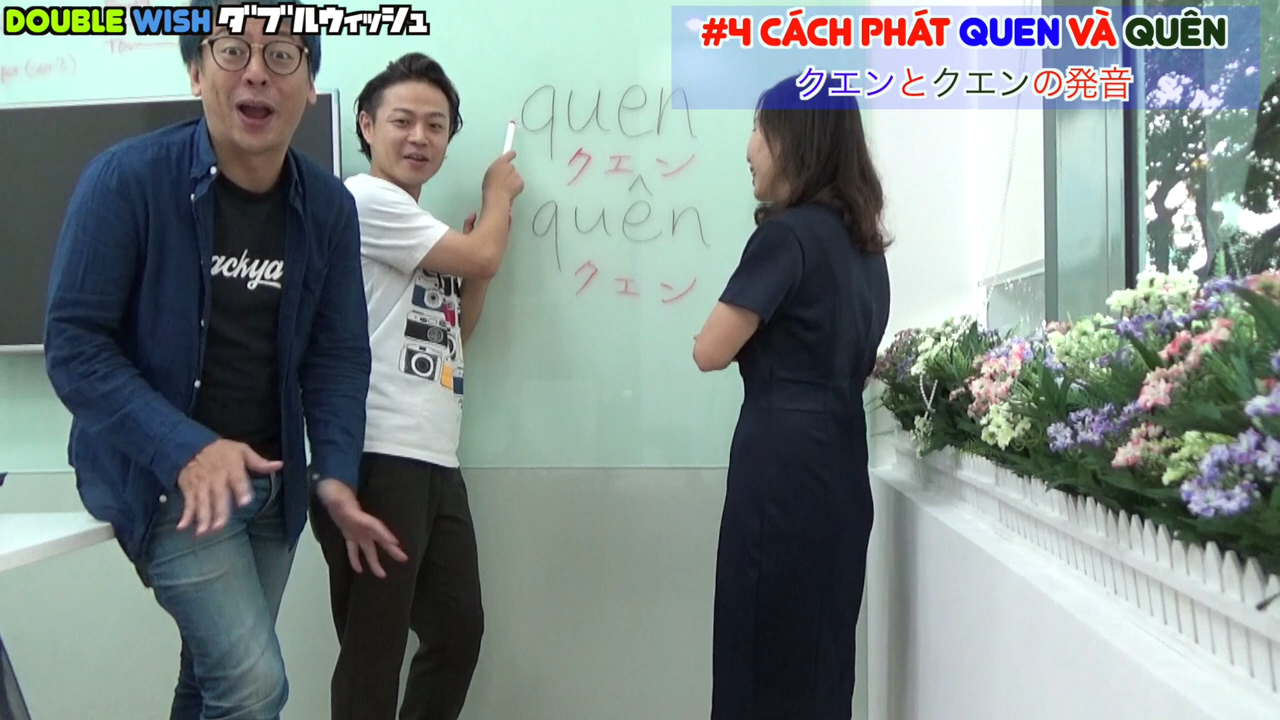 DOUBLE WISH ダブルウィッシュ
#4 CÁCH PHÁT QUEN VÀ QUÊN
クエンとクエンの発音
quen
クエン
quên
クエン
ackya